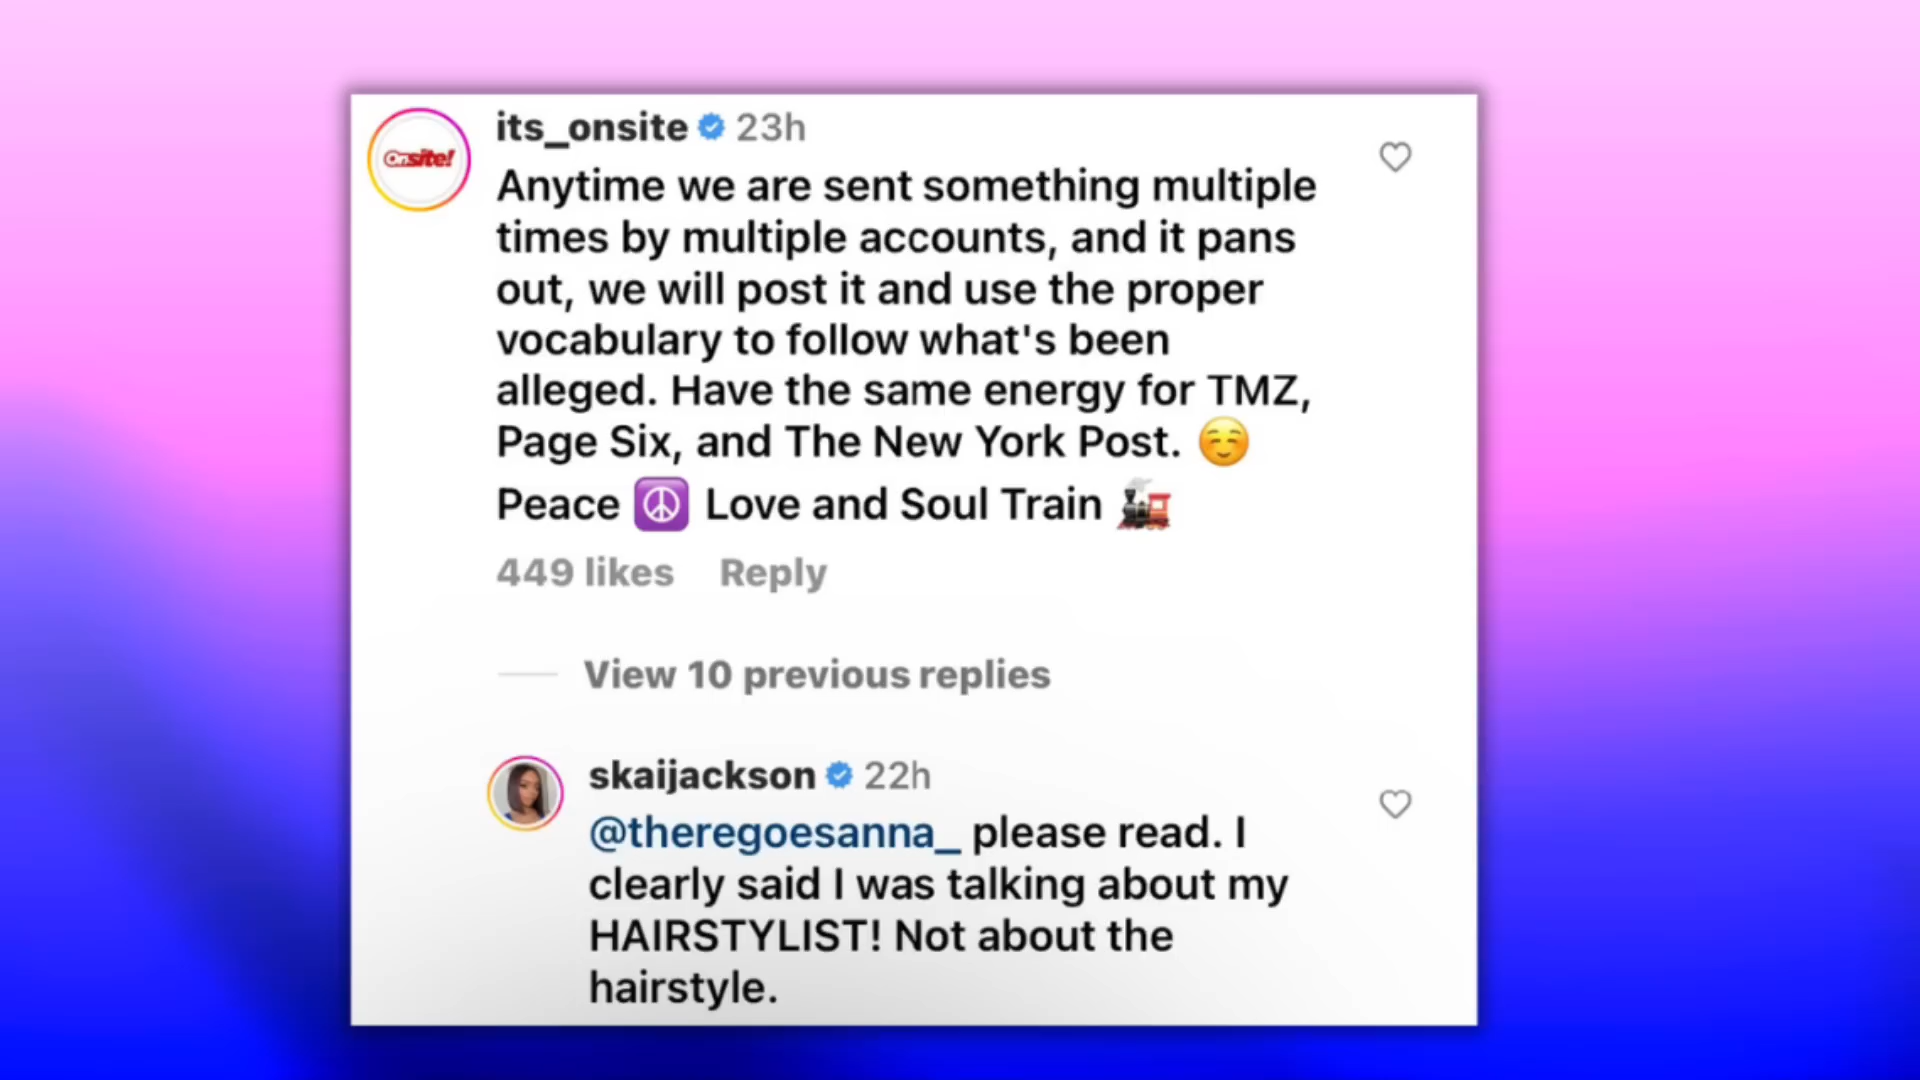 Onsite!
its_onsite 23h
Anytime we are sent something multiple
times by multiple accounts, and it pans
out, we will post it and use the proper
vocabulary to follow what's been
alleged. Have the same energy for TMZ,
Page Six, and The New York Post. ☺️
Peace ☮️ Love and Soul Train 🚂
449 likes Reply
View 10 previous replies
skaijackson 22h
@theregoesanna_ please read. I
clearly said I was talking about my
HAIRSTYLIST! Not about the
hairstyle.